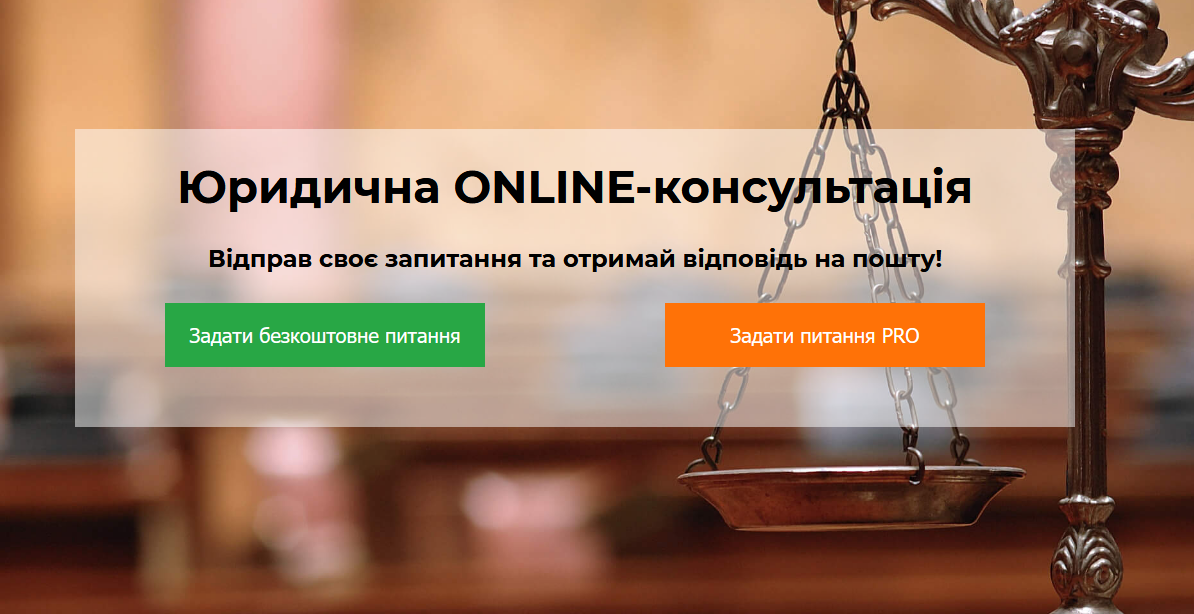 Юридична ONLINE-консультація
Відправ своє запитання та отримай відповідь на пошту!
Задати безкоштовне питання
Задати питання PRO